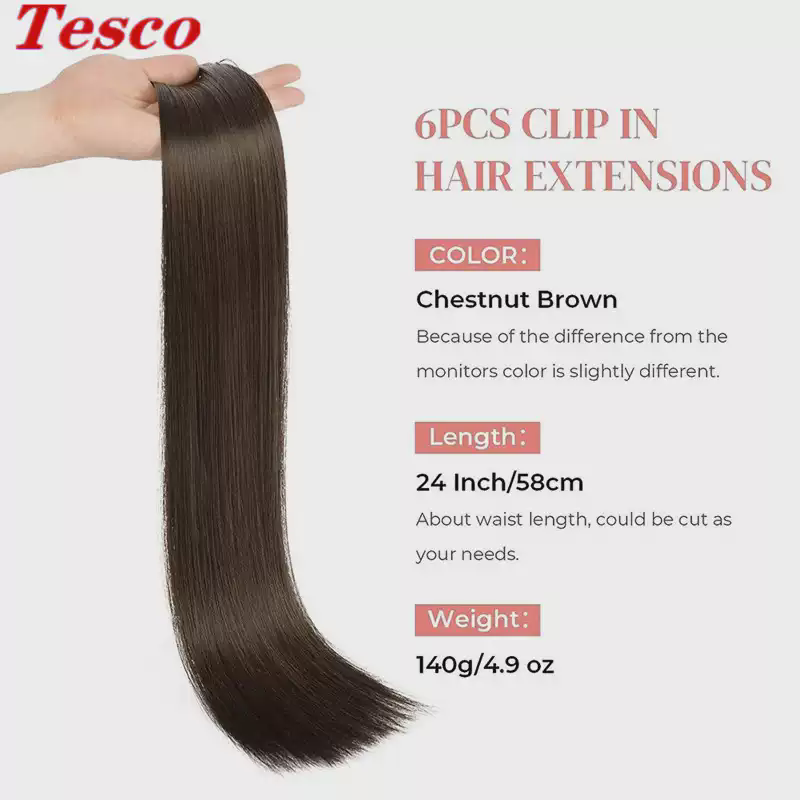 Tesco
6PCS CLIP IN
HAIR EXTENSIONS
COLOR：
Chestnut Brown
Because of the difference from the
monitors color is slightly different.
Length：
24 Inch/58cm
About waist length, could be cut as
your needs.
Weight：
140g/4.9 oz